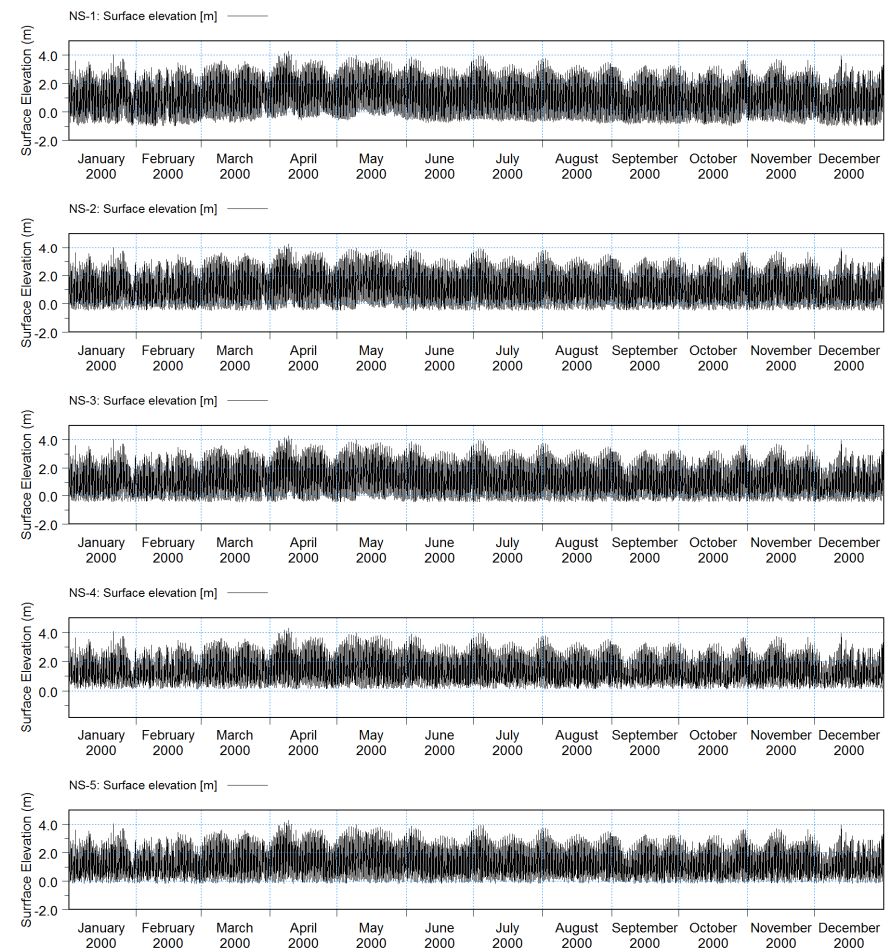 NS-1: Surface elevation [m]
Surface Elevation (m)
4.0
2.0
0.0
-2.0
January February March April May June July August September October November December
2000 2000 2000 2000 2000 2000 2000 2000 2000 2000 2000 2000
NS-2: Surface elevation [m]
Surface Elevation (m)
4.0
2.0
0.0
-2.0
January February March April May June July August September October November December
2000 2000 2000 2000 2000 2000 2000 2000 2000 2000 2000 2000
NS-3: Surface elevation [m]
Surface Elevation (m)
4.0
2.0
0.0
-2.0
January February March April May June July August September October November December
2000 2000 2000 2000 2000 2000 2000 2000 2000 2000 2000 2000
NS-4: Surface elevation [m]
Surface Elevation (m)
4.0
2.0
0.0
January February March April May June July August September October November December
2000 2000 2000 2000 2000 2000 2000 2000 2000 2000 2000 2000
NS-5: Surface elevation [m]
Surrface Elevation (m)
4.0
2.0
0.0
-2.0
January February March April May June July August September October November December
2000 2000 2000 2000 2000 2000 2000 2000 2000 2000 2000 2000